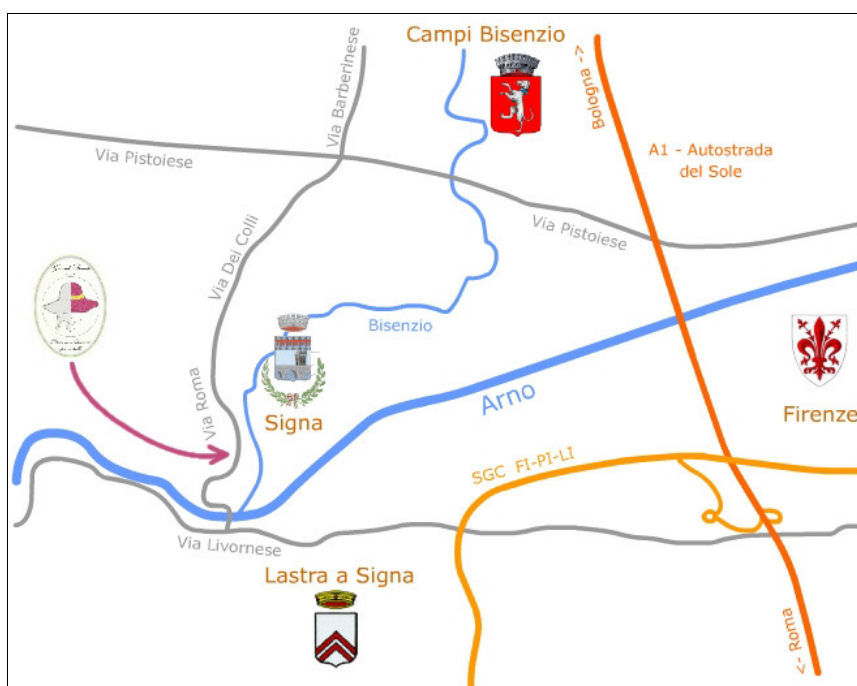 Campi Bisenzio
Via Barberinese
Bologna ->
Via Pistoiese
A1 - Autostrada
del Sole
Via Pistoiese
Via Dei Colli
Bisenzio
Arno
Via Roma
Signa
Firenze
SGC FI-PI-LI
Via Livornese
Lastra a Signa
<- Roma